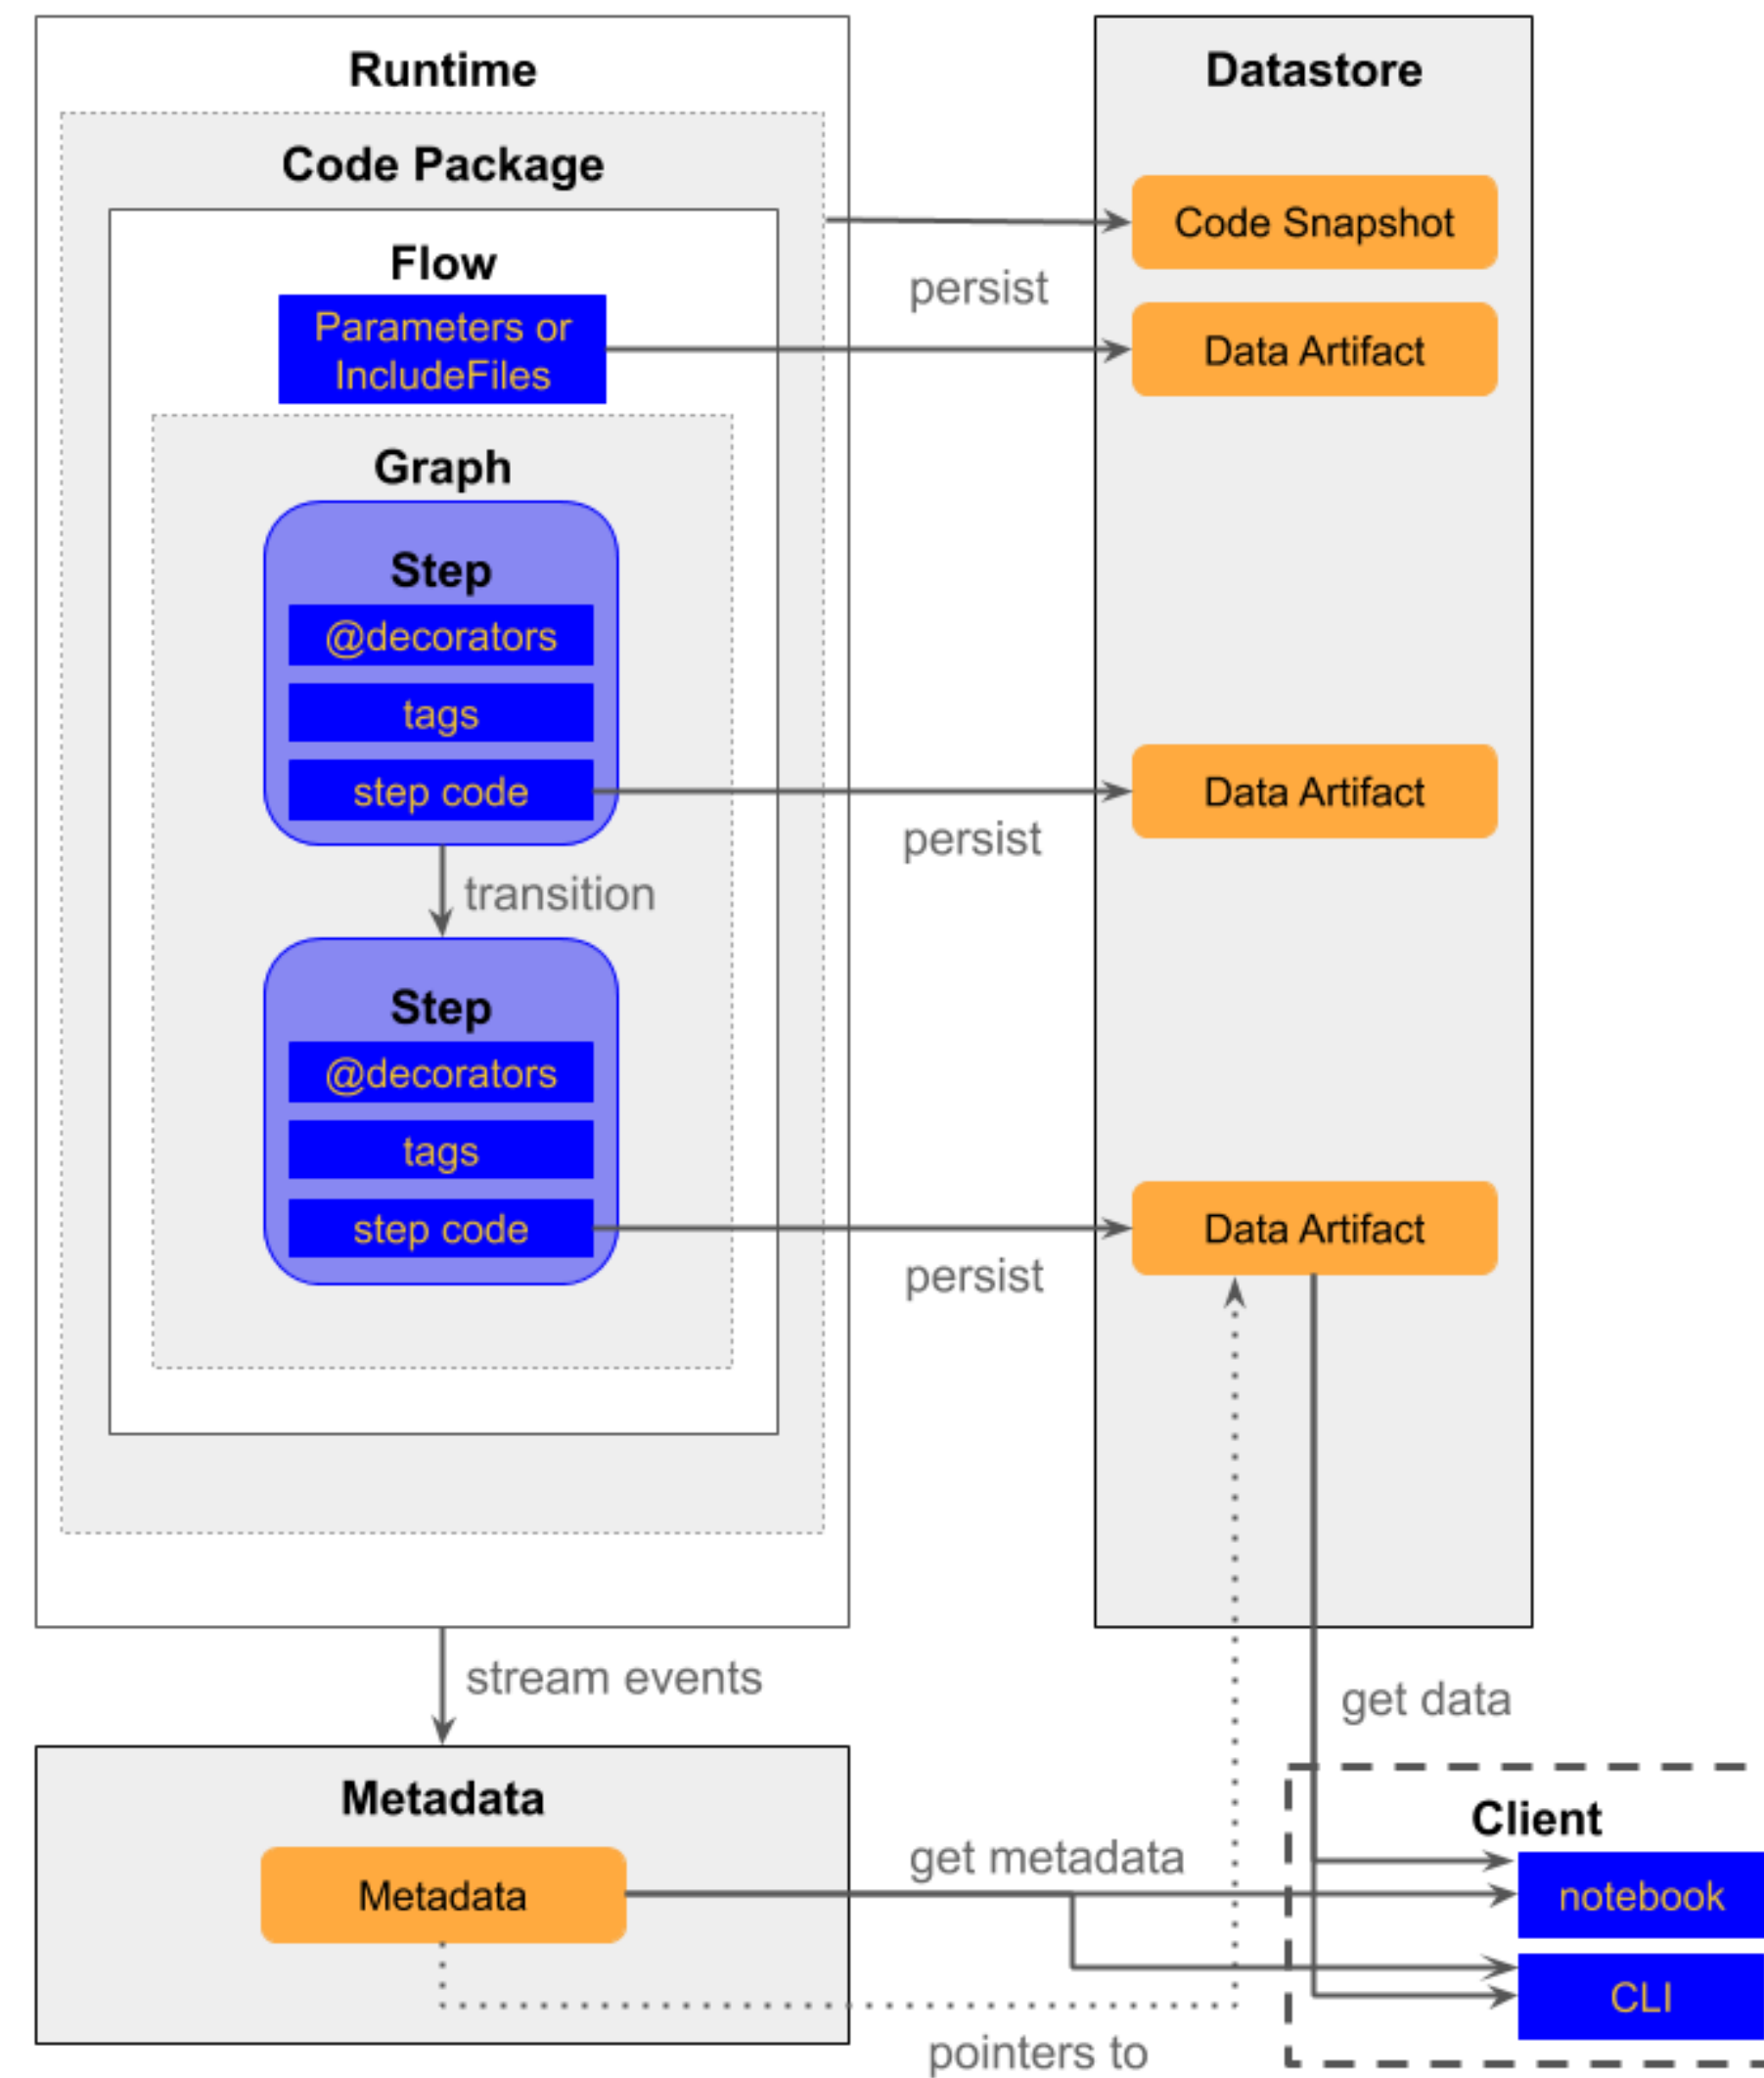 Runtime
Datastore
Code Package
Code Snapshot
Flow
persist
Parameters or
IncludeFiles
Data Artifact
Graph
Step
@decorators
tags
step code
Data Artifact
persist
transition
Step
@decorators
tags
step code
Data Artifact
persist
stream events
get data
Metadata
Client
get metadata
Metadata
notebook
CLI
pointers to